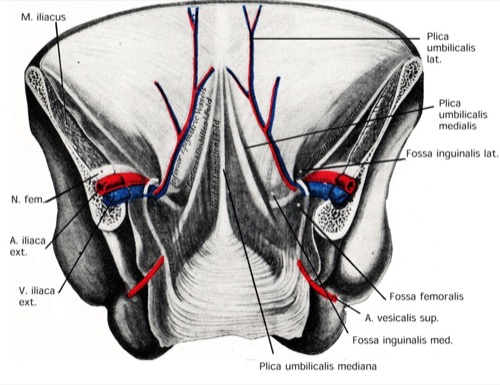 M. iliacus
Plica
umbilicalis
lat.
Plica
umbilicalis
medialis
Fossa inguinalis lat.
N. fem.
A. iliaca
ext.
V. iliaca
ext.
Fossa femoralis
A. vesicalis sup.
Fossa inguinalis med.
Plica umbilicalis mediana